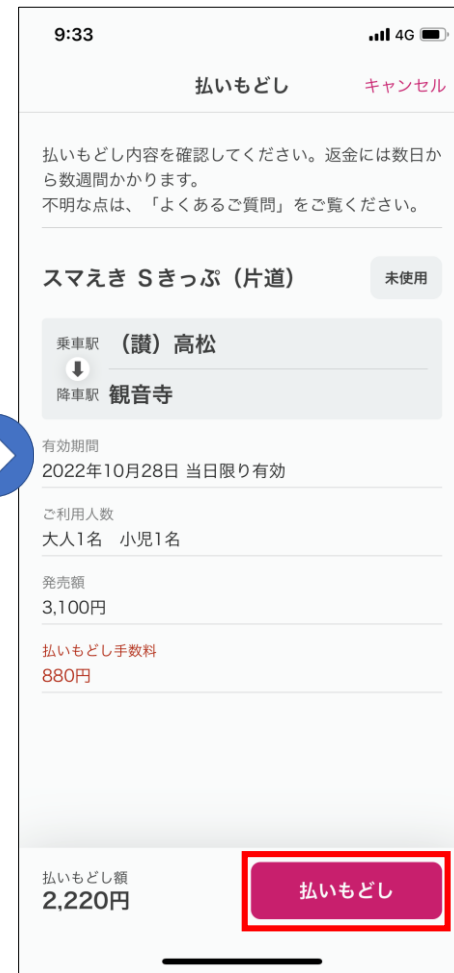 9:33 4G
払いもどし キャンセル
払いもどし内容を確認してください。返金には数日か
ら数週間かかります。
不明な点は、「よくあるご質問」をご覧ください。
スマえき Sきっぷ（片道） 未使用
乗車駅 （讃）高松
降車駅 観音寺
有効期間
2022年10月28日 当日限り有効
ご利用人数
大人1名 小児1名
発売額
3,100円
払いもどし手数料
880円
払いもどし額
2,220円
払いもどし